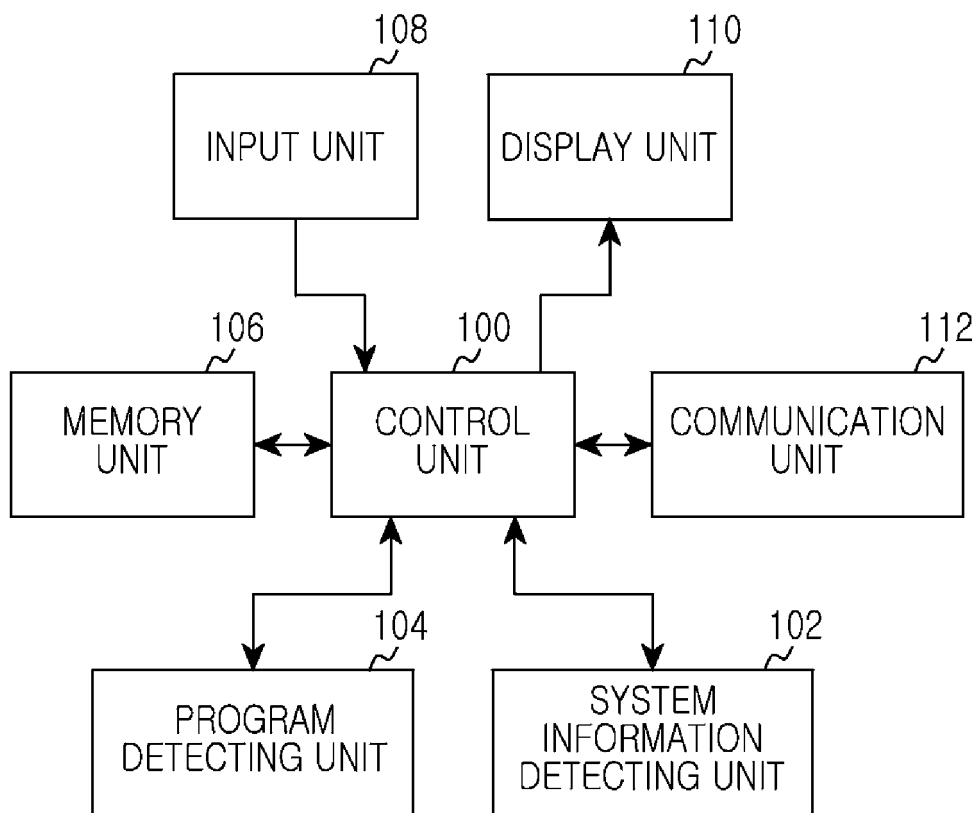 108
INPUT UNIT
110
DISPLAY UNIT
106
MEMORY
UNIT
100
CONTROL
UNIT
112
COMMUNICATION
UNIT
104
PROGRAM
DETECTING UNIT
102
SYSTEM
INFORMATION
DETECTING UNIT